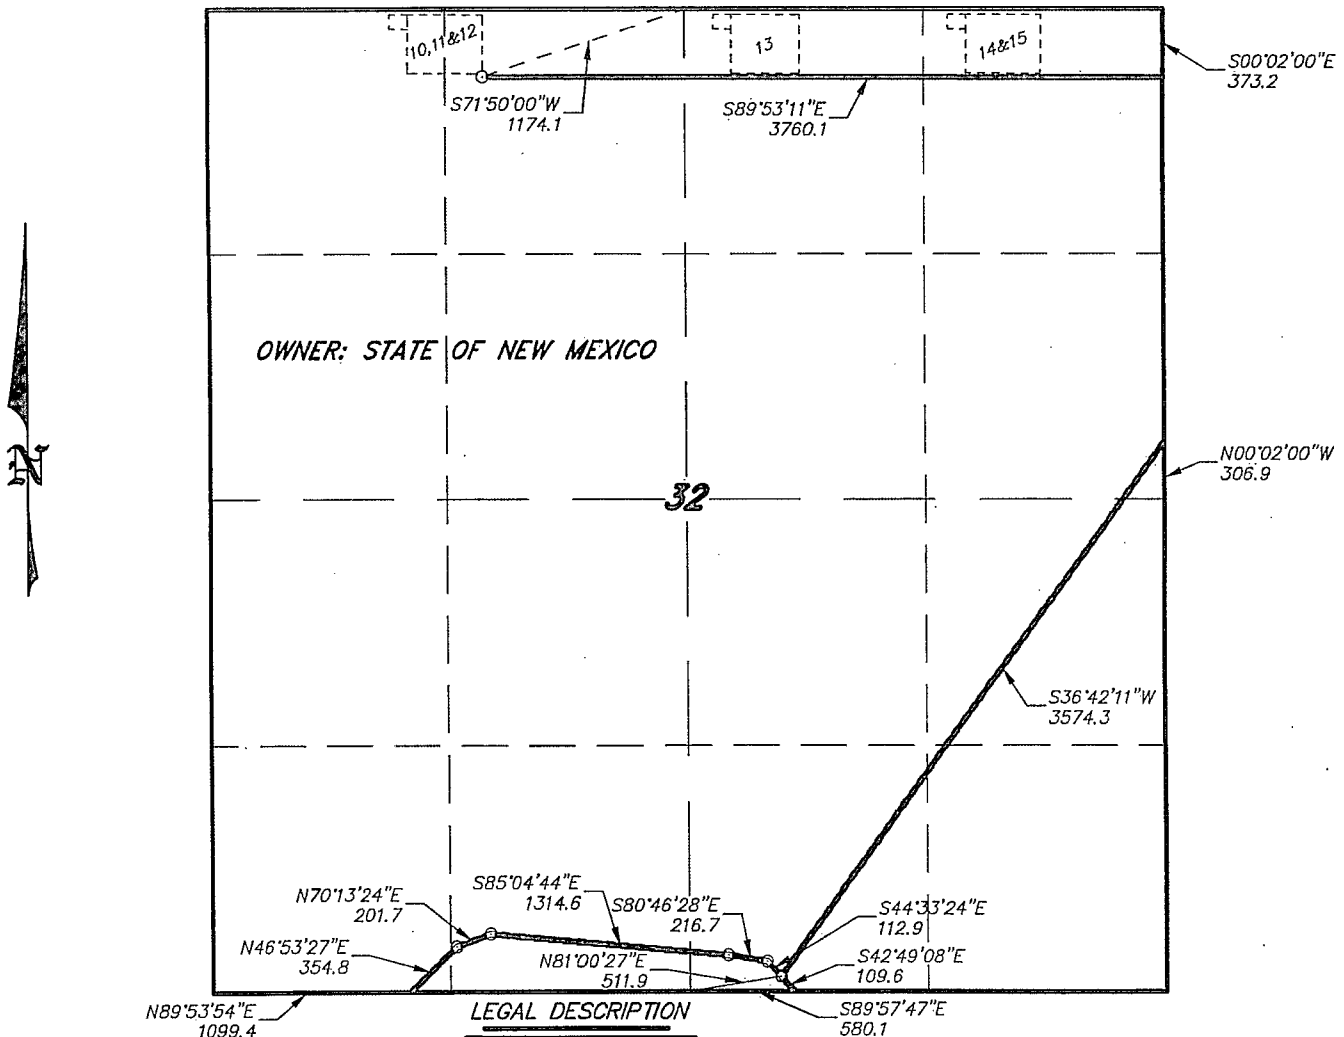 10,11&12
13
14&15
S00°02'00"E
373.2
S71°50'00"W
1174.1
S89°53'11"E
3760.1
OWNER: STATE OF NEW MEXICO
N
N00°02'00"W
306.9
32
S36°42'11"W
3574.3
S85°04'44"E
1314.6
N70°13'24"E
201.7
S80°46'28"E
216.7
S44°33'24"E
112.9
N46°53'27"E
354.8
N81°00'27"E
511.9
S42°49'08"E
109.6
N89°53'54"E
1099.4
LEGAL DESCRIPTION
S89°57'47"E
580.1